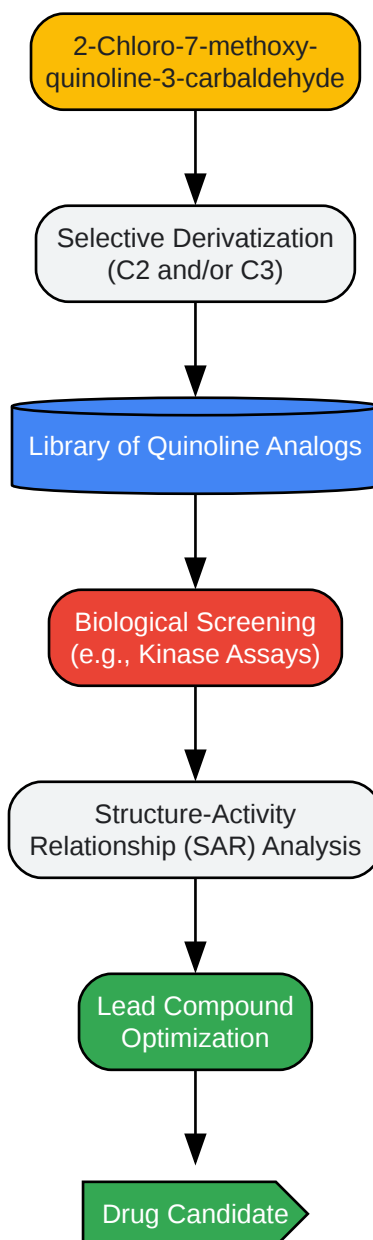 2-Chloro-7-methoxy-
quinoline-3-carbaldehyde
Selective Derivatization
(C2 and/or C3)
Library of Quinoline Analogs
Biological Screening
(e.g., Kinase Assays)
Structure-Activity
Relationship (SAR) Analysis
Lead Compound
Optimization
Drug Candidate